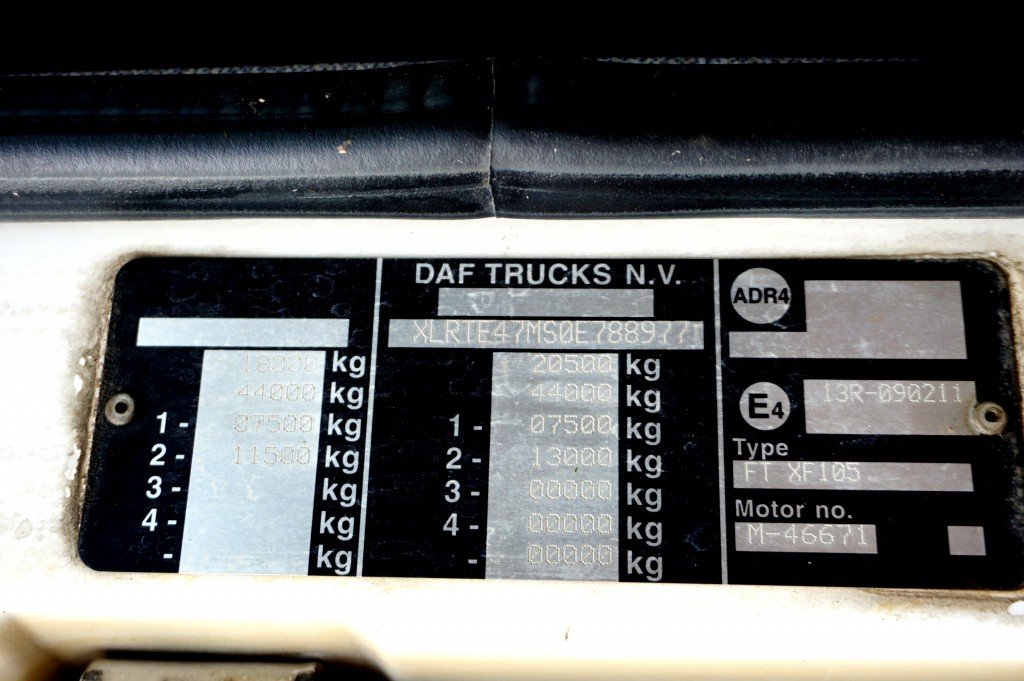 DAF TRUCKS N.V.
XLRTE47MS0E788977
18000 kg
44000 kg
1- 07500 kg
2- 11500 kg
3- kg
4- kg
- kg
20500 kg
44000 kg
1- 07500 kg
2- 13000 kg
3- 00000 kg
4- 00000 kg
- 00000 kg
ADR4
E4 13R-090211
Type
FT XF105
Motor no.
M-46671